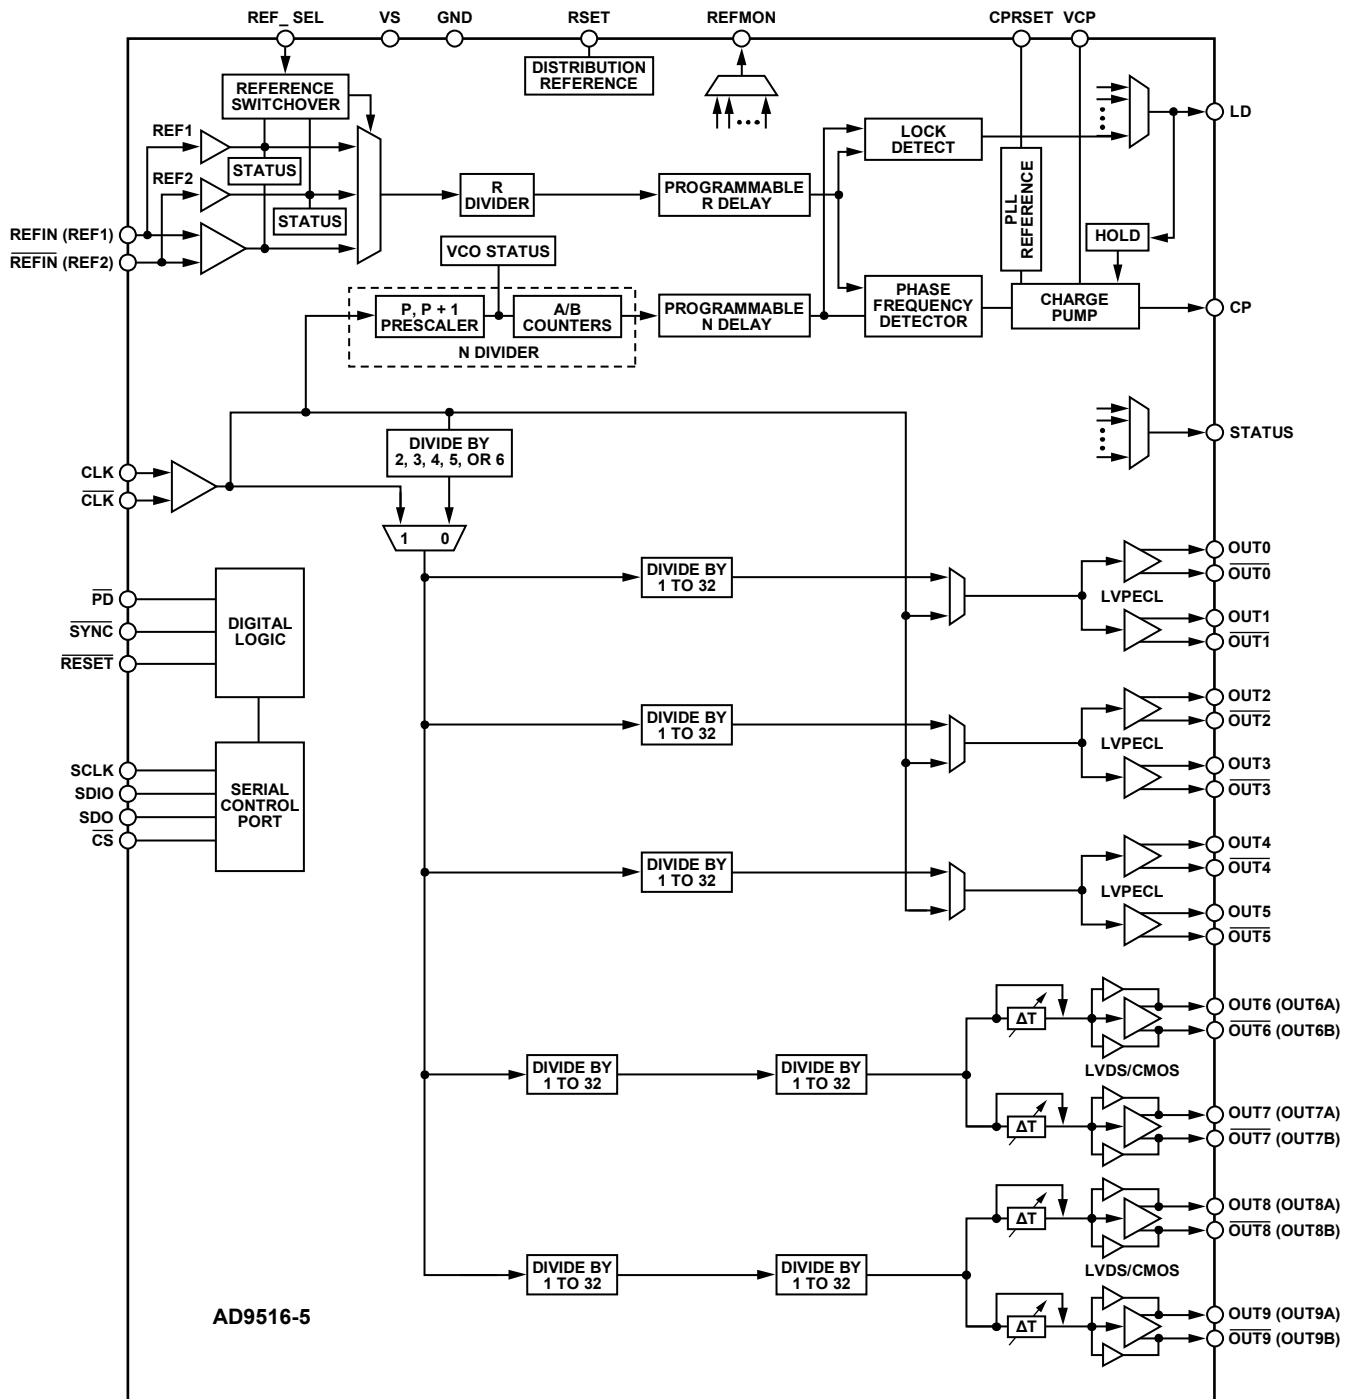 REF_ SEL
VS
GND
RSET
REFMON
CPRSET
VCP
DISTRIBUTION
REFERENCE
REFERENCE
SWITCHOVER
REF1
STATUS
REF2
STATUS
R
DIVIDER
PROGRAMMABLE
R DELAY
LOCK
DETECT
PLL
REFERENCE
HOLD
LD
REFIN (REF1)
REFIN (REF2)
VCO STATUS
P, P + 1
PRESCALER
A/B
COUNTERS
N DIVIDER
PROGRAMMABLE
N DELAY
PHASE
FREQUENCY
DETECTOR
CHARGE
PUMP
CP
STATUS
CLK
CLK
DIVIDE BY
2, 3, 4, 5, OR 6
1 0
PD
SYNC
RESET
DIGITAL
LOGIC
SCLK
SDIO
SDO
CS
SERIAL
CONTROL
PORT
DIVIDE BY
1 TO 32
LVPECL
OUT0
OUT0
OUT1
OUT1
DIVIDE BY
1 TO 32
LVPECL
OUT2
OUT2
OUT3
OUT3
DIVIDE BY
1 TO 32
LVPECL
OUT4
OUT4
OUT5
OUT5
DIVIDE BY
1 TO 32
DIVIDE BY
1 TO 32
ΔT
ΔT
LVDS/CMOS
OUT6 (OUT6A)
OUT6 (OUT6B)
OUT7 (OUT7A)
OUT7 (OUT7B)
DIVIDE BY
1 TO 32
DIVIDE BY
1 TO 32
ΔT
ΔT
LVDS/CMOS
OUT8 (OUT8A)
OUT8 (OUT8B)
OUT9 (OUT9A)
OUT9 (OUT9B)
AD9516-5